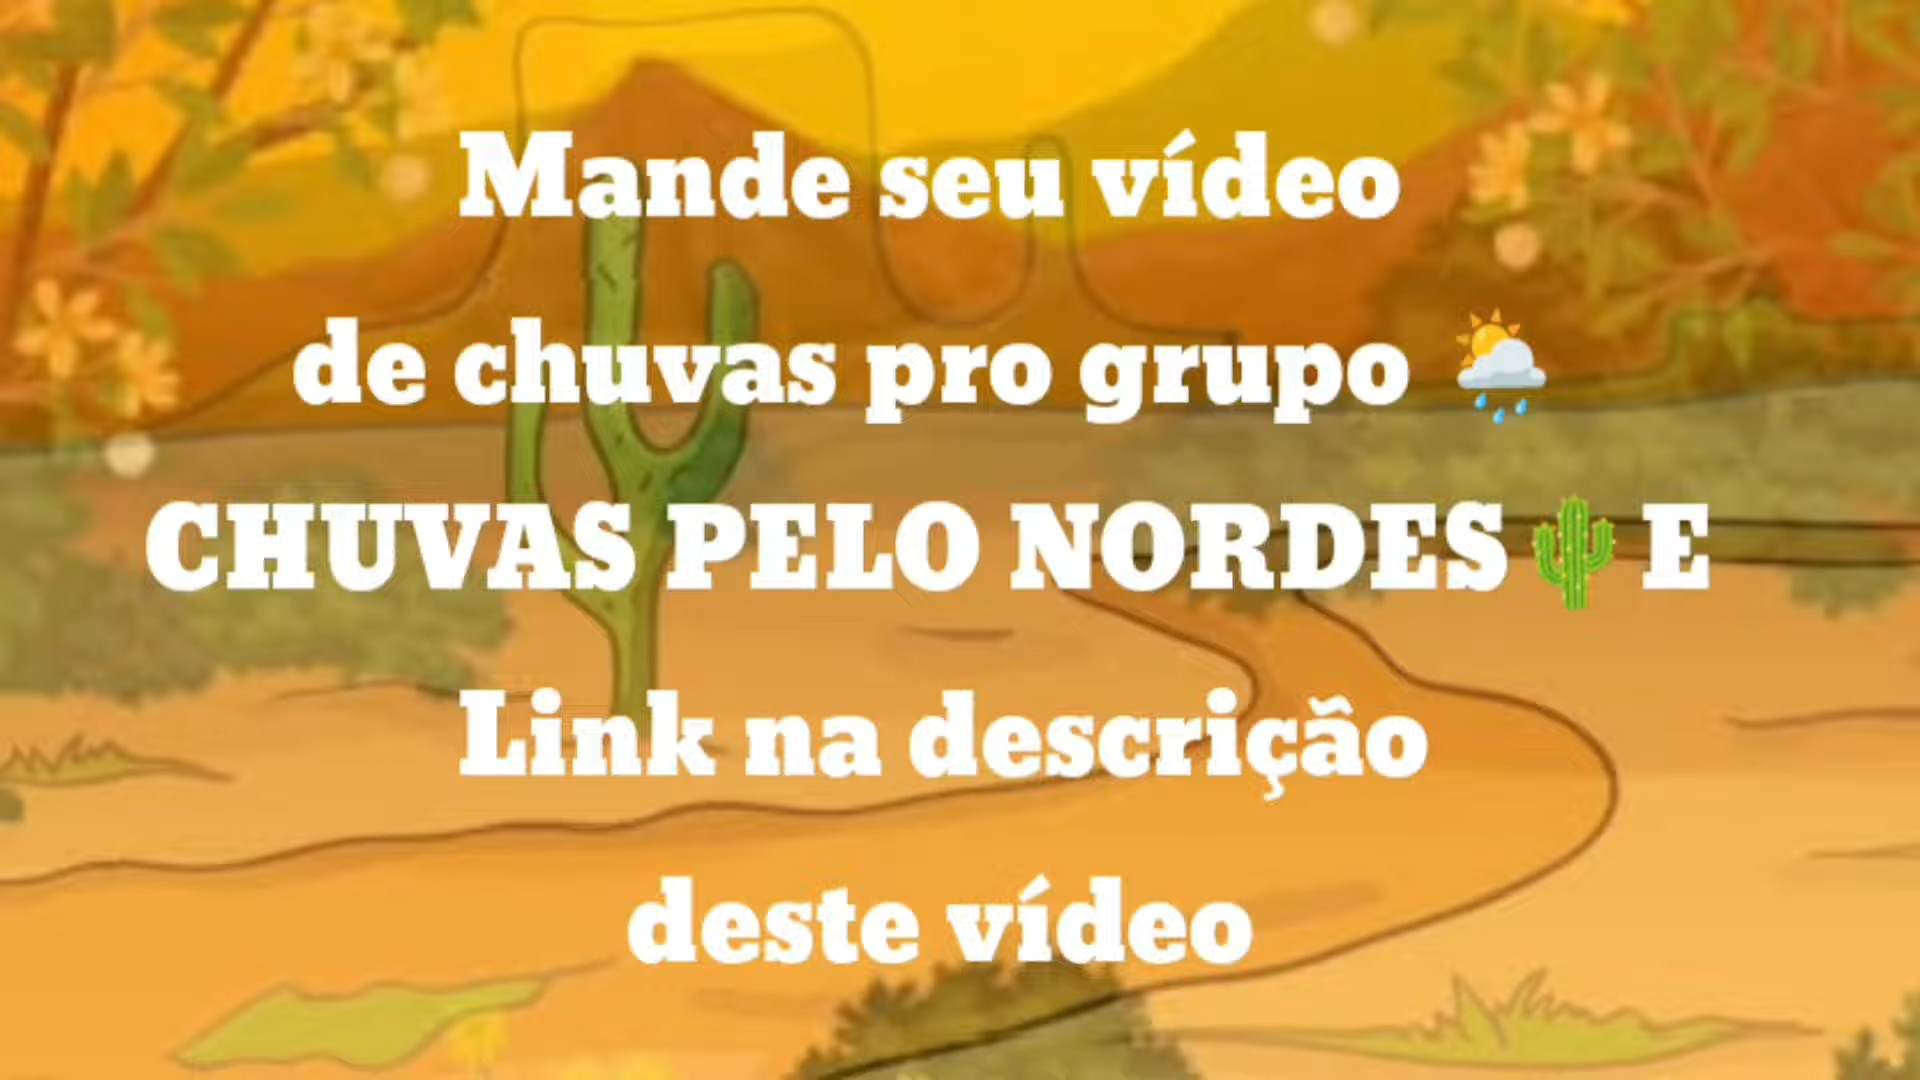 Mande seu vídeo
de chuvas pro grupo 🌦️
CHUVAS PELO NORDES🌵E
Link na descrição
deste vídeo